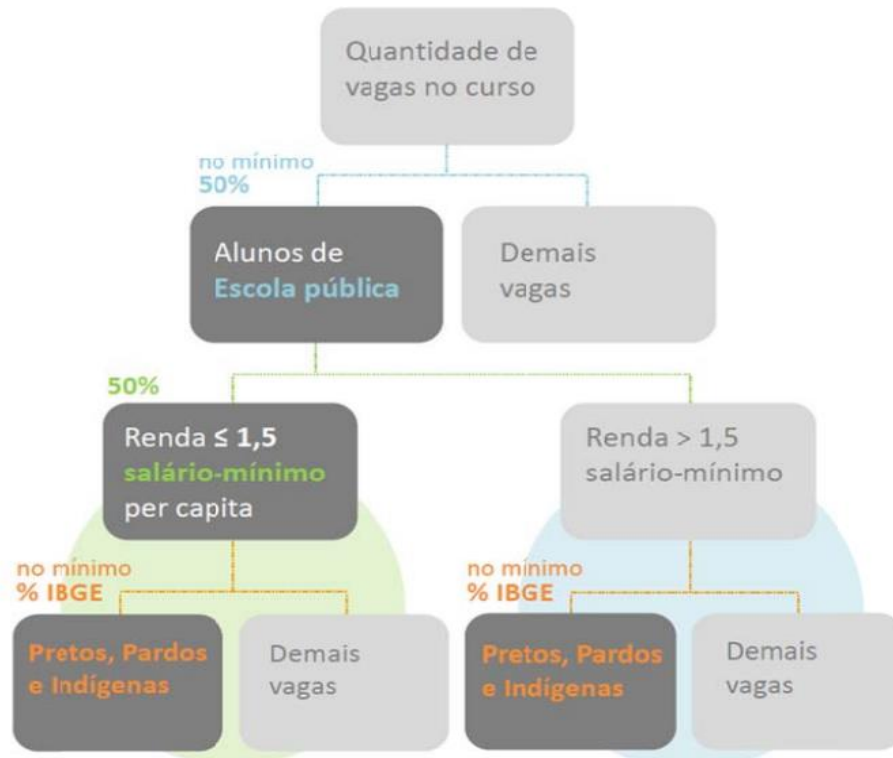 Quantidade de
vagas no curso
no mínimo
50%
Alunos de
Escola pública
Demais
vagas
50%
Renda ≤ 1,5
salário-mínimo
per capita
Renda > 1,5
salário-mínimo
no mínimo
% IBGE
Pretos, Pardos
e Indígenas
Demais
vagas
no mínimo
% IBGE
Pretos, Pardos
e Indígenas
Demais
vagas